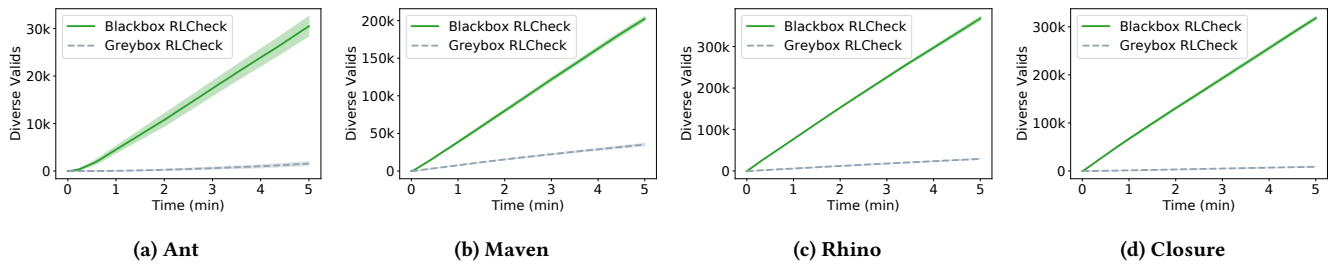 Blackbox RLCheck
Greybox RLCheck
Diverse Valids
30k
20k
10k
0
0 1 2 3 4 5
Time (min)
(a) Ant
Blackbox RLCheck
Greybox RLCheck
Diverse Valids
200k
150k
100k
50k
0
0 1 2 3 4 5
Time (min)
(b) Maven
Blackbox RLCheck
Greybox RLCheck
Diverse Valids
300k
200k
100k
0
0 1 2 3 4 5
Time (min)
(c) Rhino
Blackbox RLCheck
Greybox RLCheck
Diverse Valids
300k
200k
100k
0
0 1 2 3 4 5
Time (min)
(d) Closure